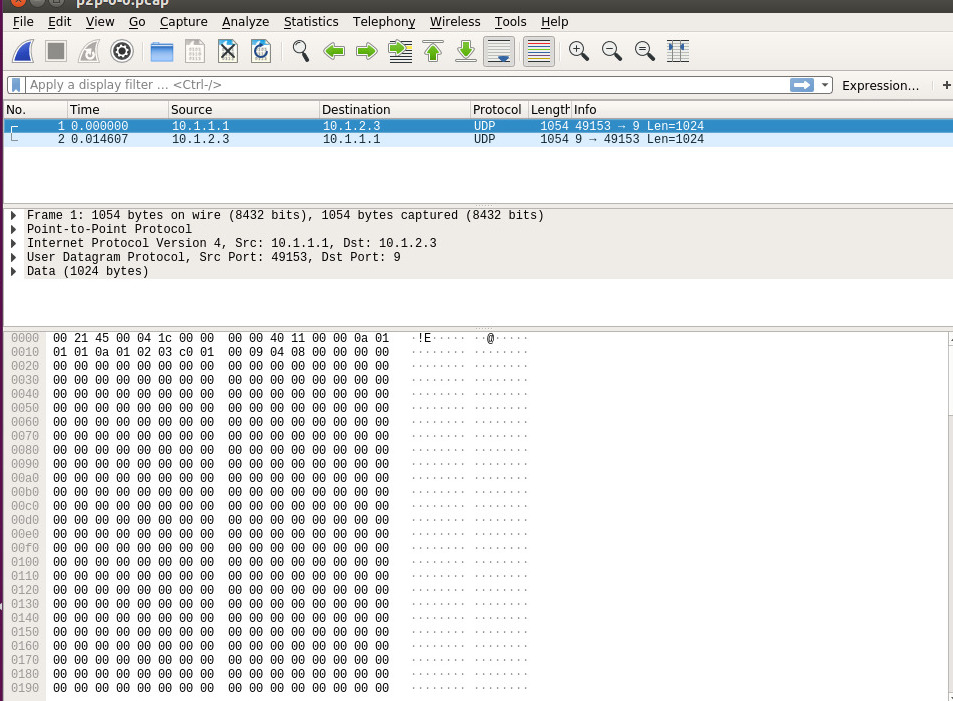 p2p-0-0.pcap
File Edit View Go Capture Analyze Statistics Telephony Wireless Tools Help
Apply a display filter ... <Ctrl-/> Expression... +
No. Time Source Destination Protocol Length Info
1 0.000000 10.1.1.1 10.1.2.3 UDP 1054 49153 → 9 Len=1024
2 0.014607 10.1.2.3 10.1.1.1 UDP 1054 9 → 49153 Len=1024
Frame 1: 1054 bytes on wire (8432 bits), 1054 bytes captured (8432 bits)
Point-to-Point Protocol
Internet Protocol Version 4, Src: 10.1.1.1, Dst: 10.1.2.3
User Datagram Protocol, Src Port: 49153, Dst Port: 9
Data (1024 bytes)
0000 00 21 45 00 04 1c 00 00 00 00 40 11 00 00 0a 01 ·!E····· ··@·····
0010 01 01 0a 01 02 03 c0 01 00 09 04 08 00 00 00 00 ········ ········
0020 00 00 00 00 00 00 00 00 00 00 00 00 00 00 00 00 ········ ········
0030 00 00 00 00 00 00 00 00 00 00 00 00 00 00 00 00 ········ ········
0040 00 00 00 00 00 00 00 00 00 00 00 00 00 00 00 00 ········ ········
0050 00 00 00 00 00 00 00 00 00 00 00 00 00 00 00 00 ········ ········
0060 00 00 00 00 00 00 00 00 00 00 00 00 00 00 00 00 ········ ········
0070 00 00 00 00 00 00 00 00 00 00 00 00 00 00 00 00 ········ ········
0080 00 00 00 00 00 00 00 00 00 00 00 00 00 00 00 00 ········ ········
0090 00 00 00 00 00 00 00 00 00 00 00 00 00 00 00 00 ········ ········
00a0 00 00 00 00 00 00 00 00 00 00 00 00 00 00 00 00 ········ ········
00b0 00 00 00 00 00 00 00 00 00 00 00 00 00 00 00 00 ········ ········
00c0 00 00 00 00 00 00 00 00 00 00 00 00 00 00 00 00 ········ ········
00d0 00 00 00 00 00 00 00 00 00 00 00 00 00 00 00 00 ········ ········
00e0 00 00 00 00 00 00 00 00 00 00 00 00 00 00 00 00 ········ ········
00f0 00 00 00 00 00 00 00 00 00 00 00 00 00 00 00 00 ········ ········
0100 00 00 00 00 00 00 00 00 00 00 00 00 00 00 00 00 ········ ········
0110 00 00 00 00 00 00 00 00 00 00 00 00 00 00 00 00 ········ ········
0120 00 00 00 00 00 00 00 00 00 00 00 00 00 00 00 00 ········ ········
0130 00 00 00 00 00 00 00 00 00 00 00 00 00 00 00 00 ········ ········
0140 00 00 00 00 00 00 00 00 00 00 00 00 00 00 00 00 ········ ········
0150 00 00 00 00 00 00 00 00 00 00 00 00 00 00 00 00 ········ ········
0160 00 00 00 00 00 00 00 00 00 00 00 00 00 00 00 00 ········ ········
0170 00 00 00 00 00 00 00 00 00 00 00 00 00 00 00 00 ········ ········
0180 00 00 00 00 00 00 00 00 00 00 00 00 00 00 00 00 ········ ········
0190 00 00 00 00 00 00 00 00 00 00 00 00 00 00 00 00 ········ ········